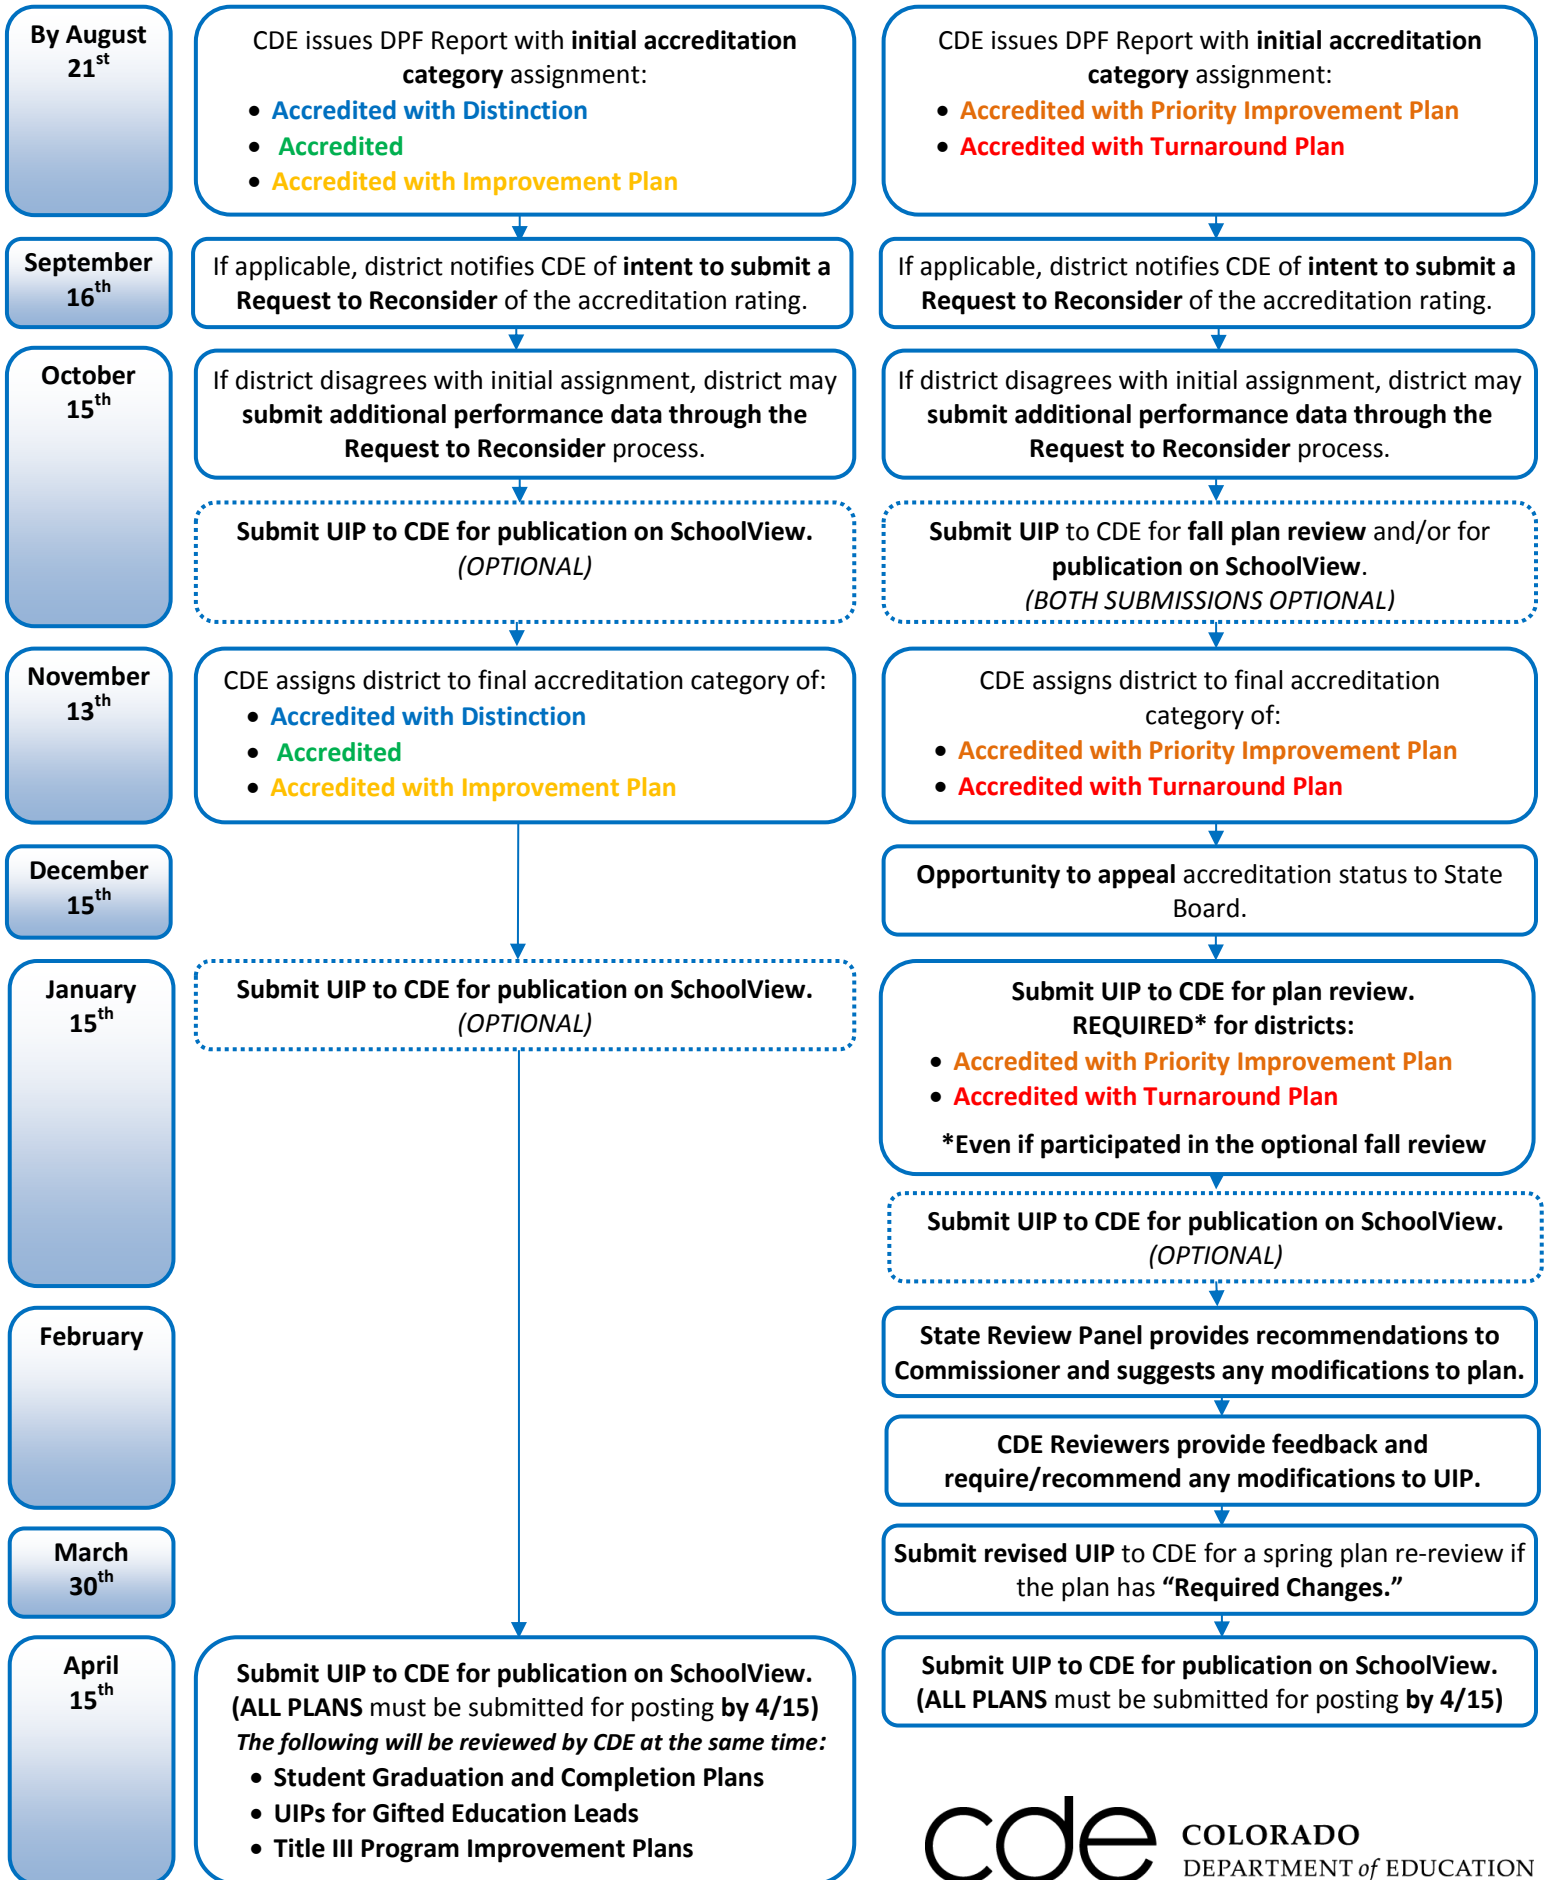 By August
21st
CDE issues DPF Report with initial accreditation
category assignment:
• Accredited with Distinction
• Accredited
• Accredited with Improvement Plan
CDE issues DPF Report with initial accreditation
category assignment:
• Accredited with Priority Improvement Plan
• Accredited with Turnaround Plan
September
16th
If applicable, district notifies CDE of intent to submit a
Request to Reconsider of the accreditation rating.
If applicable, district notifies CDE of intent to submit a
Request to Reconsider of the accreditation rating.
October
15th
If district disagrees with initial assignment, district may
submit additional performance data through the
Request to Reconsider process.
If district disagrees with initial assignment, district may
submit additional performance data through the
Request to Reconsider process.
Submit UIP to CDE for publication on SchoolView.
(OPTIONAL)
Submit UIP to CDE for fall plan review and/or for
publication on SchoolView.
(BOTH SUBMISSIONS OPTIONAL)
November
13th
CDE assigns district to final accreditation category of:
• Accredited with Distinction
• Accredited
• Accredited with Improvement Plan
CDE assigns district to final accreditation
category of:
• Accredited with Priority Improvement Plan
• Accredited with Turnaround Plan
December
15th
Opportunity to appeal accreditation status to State
Board.
January
15th
Submit UIP to CDE for publication on SchoolView.
(OPTIONAL)
Submit UIP to CDE for plan review.
REQUIRED* for districts:
• Accredited with Priority Improvement Plan
• Accredited with Turnaround Plan
*Even if participated in the optional fall review
Submit UIP to CDE for publication on SchoolView.
(OPTIONAL)
February
State Review Panel provides recommendations to
Commissioner and suggests any modifications to plan.
CDE Reviewers provide feedback and
require/recommend any modifications to UIP.
March
30th
Submit revised UIP to CDE for a spring plan re-review if
the plan has “Required Changes.”
April
15th
Submit UIP to CDE for publication on SchoolView.
(ALL PLANS must be submitted for posting by 4/15)
The following will be reviewed by CDE at the same time:
• Student Graduation and Completion Plans
• UIPs for Gifted Education Leads
• Title III Program Improvement Plans
Submit UIP to CDE for publication on SchoolView.
(ALL PLANS must be submitted for posting by 4/15)
cde
COLORADO
DEPARTMENT of EDUCATION